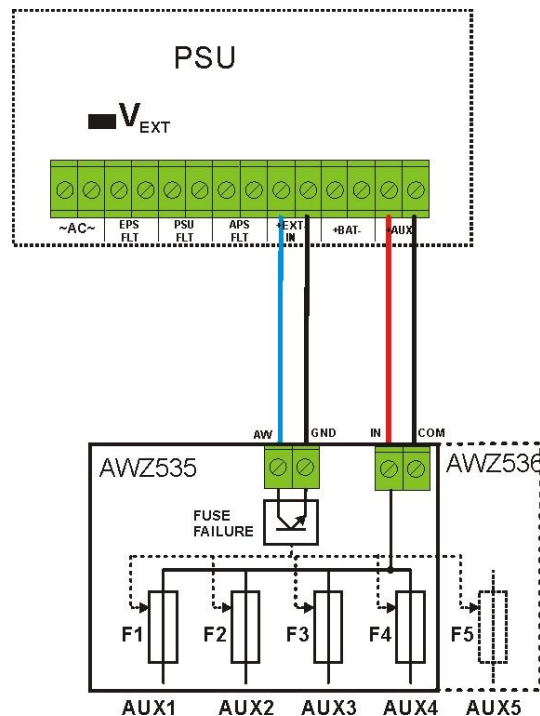 PSU
VEXT
~AC~ EPS FLT PSU FLT APS FLT +EXT- IN +BAT- +AUX
AW GND IN COM
AWZ535 AWZ536
FUSE FAILURE
F1 F2 F3 F4 F5
AUX1 AUX2 AUX3 AUX4 AUX5